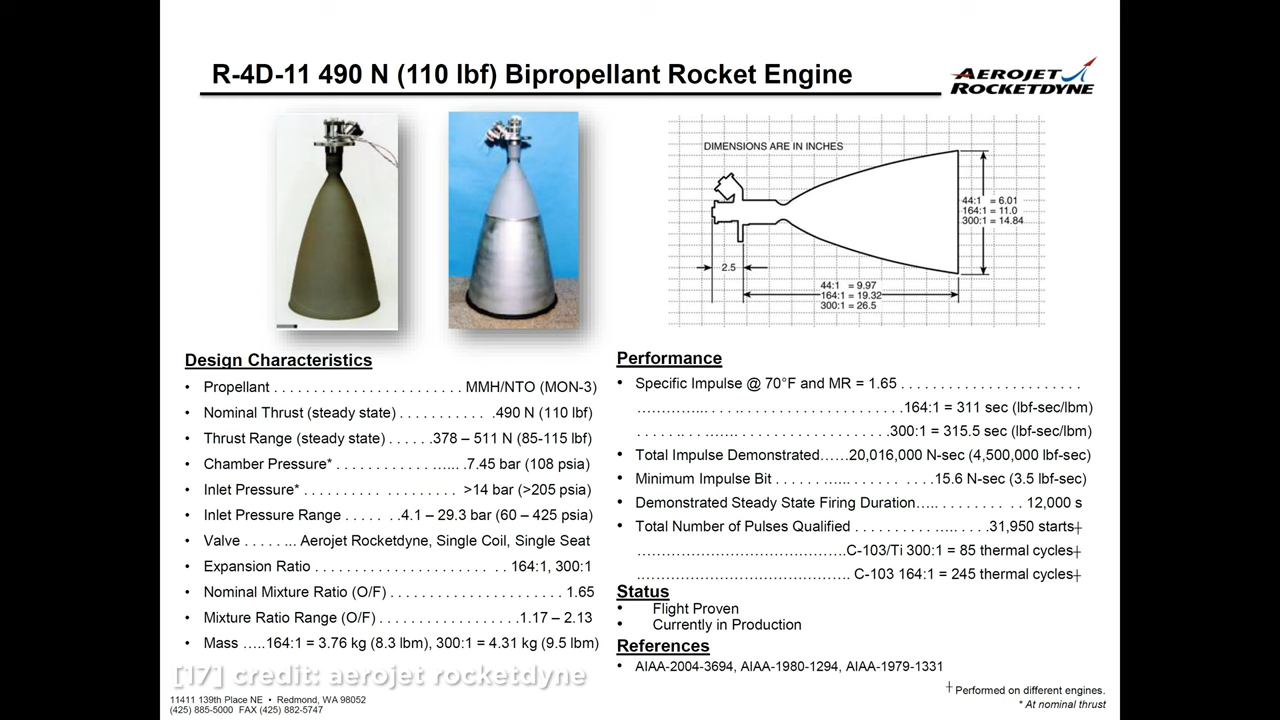 R-4D-11 490 N (110 lbf) Bipropellant Rocket Engine
AEROJET
ROCKETDYNE
DIMENSIONS ARE IN INCHES
44:1 = 6.01
164:1 = 11.0
300:1 = 14.84
2.5
44:1 = 9.97
164:1 = 19.32
300:1 = 26.5
Design Characteristics
• Propellant . . . . . . . . . . . . . . . . . . . . . . . . MMH/NTO (MON-3)
• Nominal Thrust (steady state) . . . . . . . . . . . .490 N (110 lbf)
• Thrust Range (steady state) . . . . . .378 – 511 N (85-115 lbf)
• Chamber Pressure* . . . . . . . . . . . . ...... . .7.45 bar (108 psia)
• Inlet Pressure* . . . . . . . . . . . . . . . . . . . >14 bar (>205 psia)
• Inlet Pressure Range . . . . . . .4.1 – 29.3 bar (60 – 425 psia)
• Valve . . . . . ... Aerojet Rocketdyne, Single Coil, Single Seat
• Expansion Ratio . . . . . . . . . . . . . . . . . . . . . . . . 164:1, 300:1
• Nominal Mixture Ratio (O/F) . . . . . . . . . . . . . . . . . . . . . . 1.65
• Mixture Ratio Range (O/F) . . . . . . . . . . . . . . . . . .1.17 – 2.13
• Mass …..164:1 = 3.76 kg (8.3 lbm), 300:1 = 4.31 kg (9.5 lbm)
Performance
• Specific Impulse @ 70°F and MR = 1.65 . . . . . . . . . . . . . . . . . . . . . . .
…………….. . . . .. . . . . . . . . . . . . . . . . . . . . . .164:1 = 311 sec (lbf-sec/lbm)
. . . . . .. . . ……. . . . . . . . . . . . . . . . . . . .300:1 = 315.5 sec (lbf-sec/lbm)
• Total Impulse Demonstrated……20,016,000 N-sec (4,500,000 lbf-sec)
• Minimum Impulse Bit . . . . . . …... . . . . . . . . . . .15.6 N-sec (3.5 lbf-sec)
• Demonstrated Steady State Firing Duration….. . . . . . . . . . . 12,000 s
• Total Number of Pulses Qualified . . . . . . . . . . ….. . . . .31,950 starts┼
…………………………………….C-103/Ti 300:1 = 85 thermal cycles┼
…………………………………….. C-103 164:1 = 245 thermal cycles┼
Status
• Flight Proven
• Currently in Production
References
• AIAA-2004-3694, AIAA-1980-1294, AIAA-1979-1331
[17] credit: aerojet rocketdyne
11411 139th Place NE • Redmond, WA 98052
(425) 885-5000 FAX (425) 882-5747
┼ Performed on different engines.
* At nominal thrust